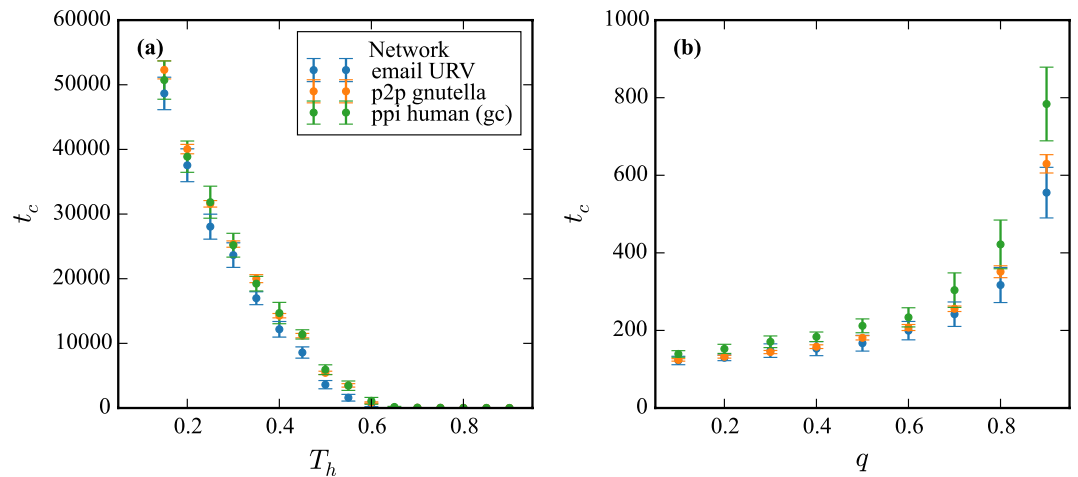 (a)
Network
email URV
p2p gnutella
ppi human (gc)
60000
50000
40000
30000
20000
10000
0
0.2
0.4
0.6
0.8
t_c
T_h
(b)
1000
800
600
400
200
0
0.2
0.4
0.6
0.8
t_c
q